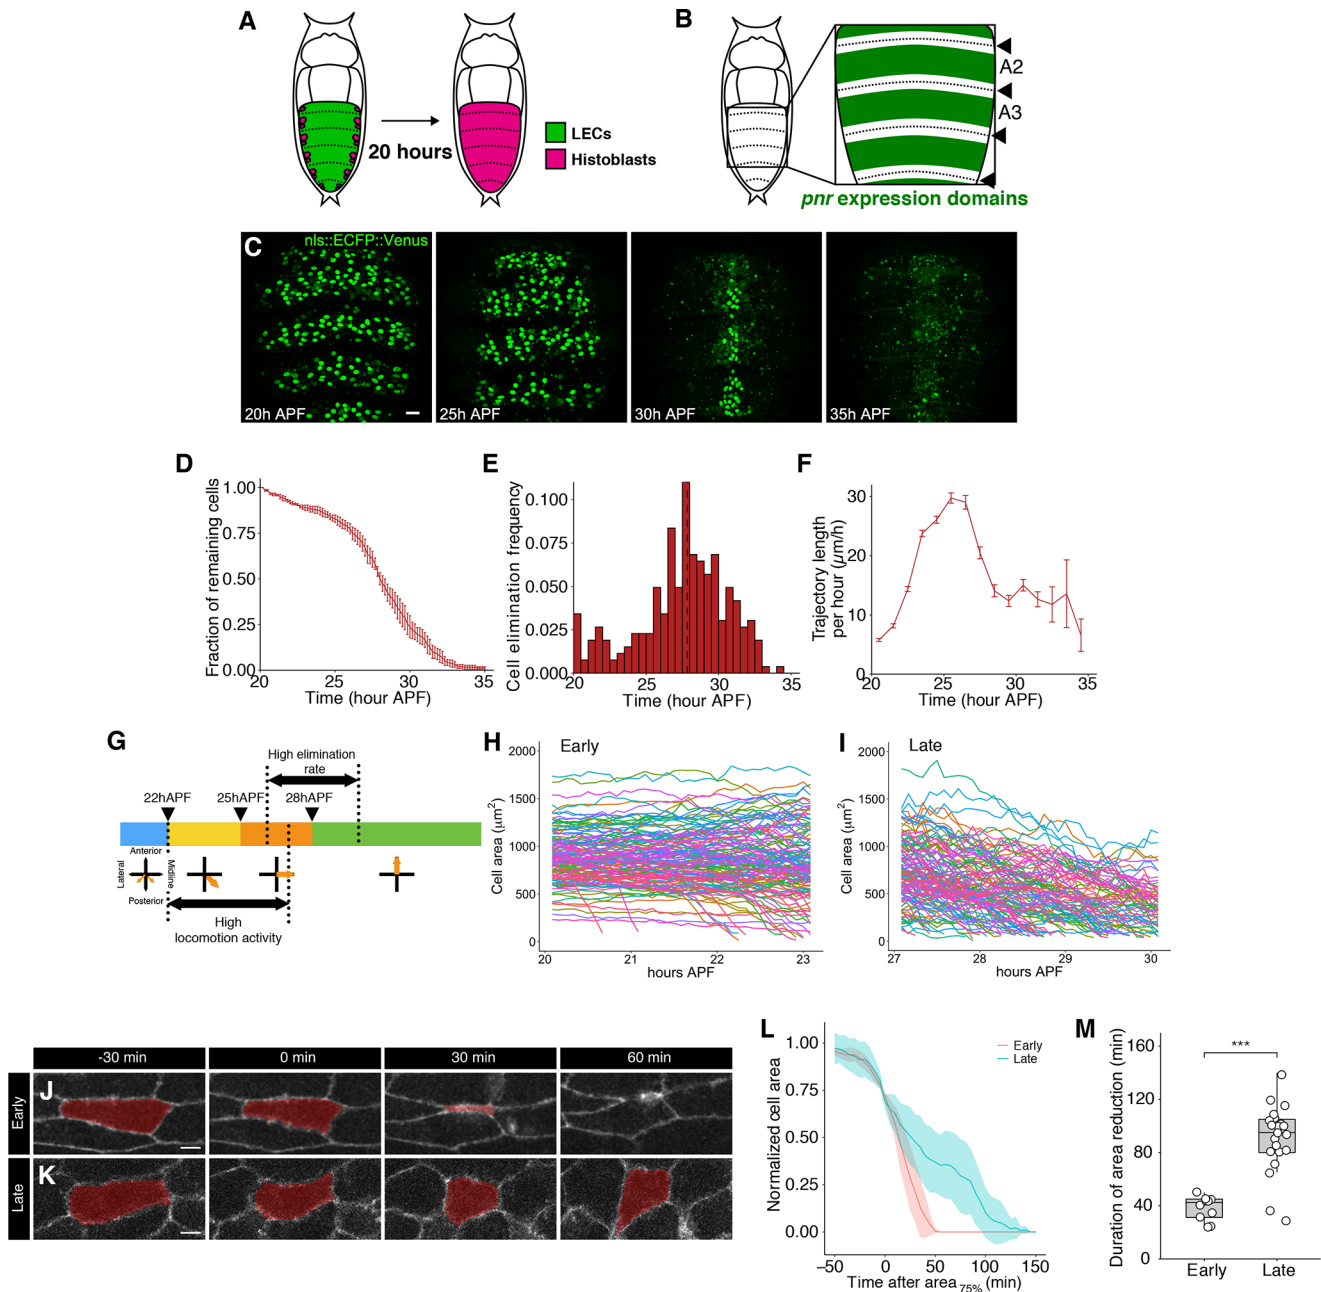 A
20 hours
LECs
Histoblasts
B
A2
A3
pnr expression domains
C
nls::ECFP::Venus
20h APF
25h APF
30h APF
35h APF
D
Fraction of remaining cells
1.00
0.75
0.50
0.25
0.00
20
25
30
35
Time (hour APF)
E
Cell elimination frequency
0.100
0.075
0.050
0.025
0.000
20
25
30
35
Time (hour APF)
F
Trajectory length
per hour (μm/h)
30
20
10
0
20
25
30
35
Time (hour APF)
G
High elimination
rate
22hAPF
25hAPF
28hAPF
Anterior
Lateral
Midline
Posterior
High
locomotion activity
H
Early
Cell area (μm²)
2000
1500
1000
500
0
20
21
22
23
hours APF
I
Late
Cell area (μm²)
2000
1500
1000
500
0
27
28
29
30
hours APF
-30 min
0 min
30 min
60 min
Early
J
Late
K
L
Normalized cell area
1.00
0.75
0.50
0.25
0.00
Early
Late
−50
0
50
100
150
Time after area 75% (min)
M
Duration of area reduction (min)
160
120
80
40
0
***
Early
Late